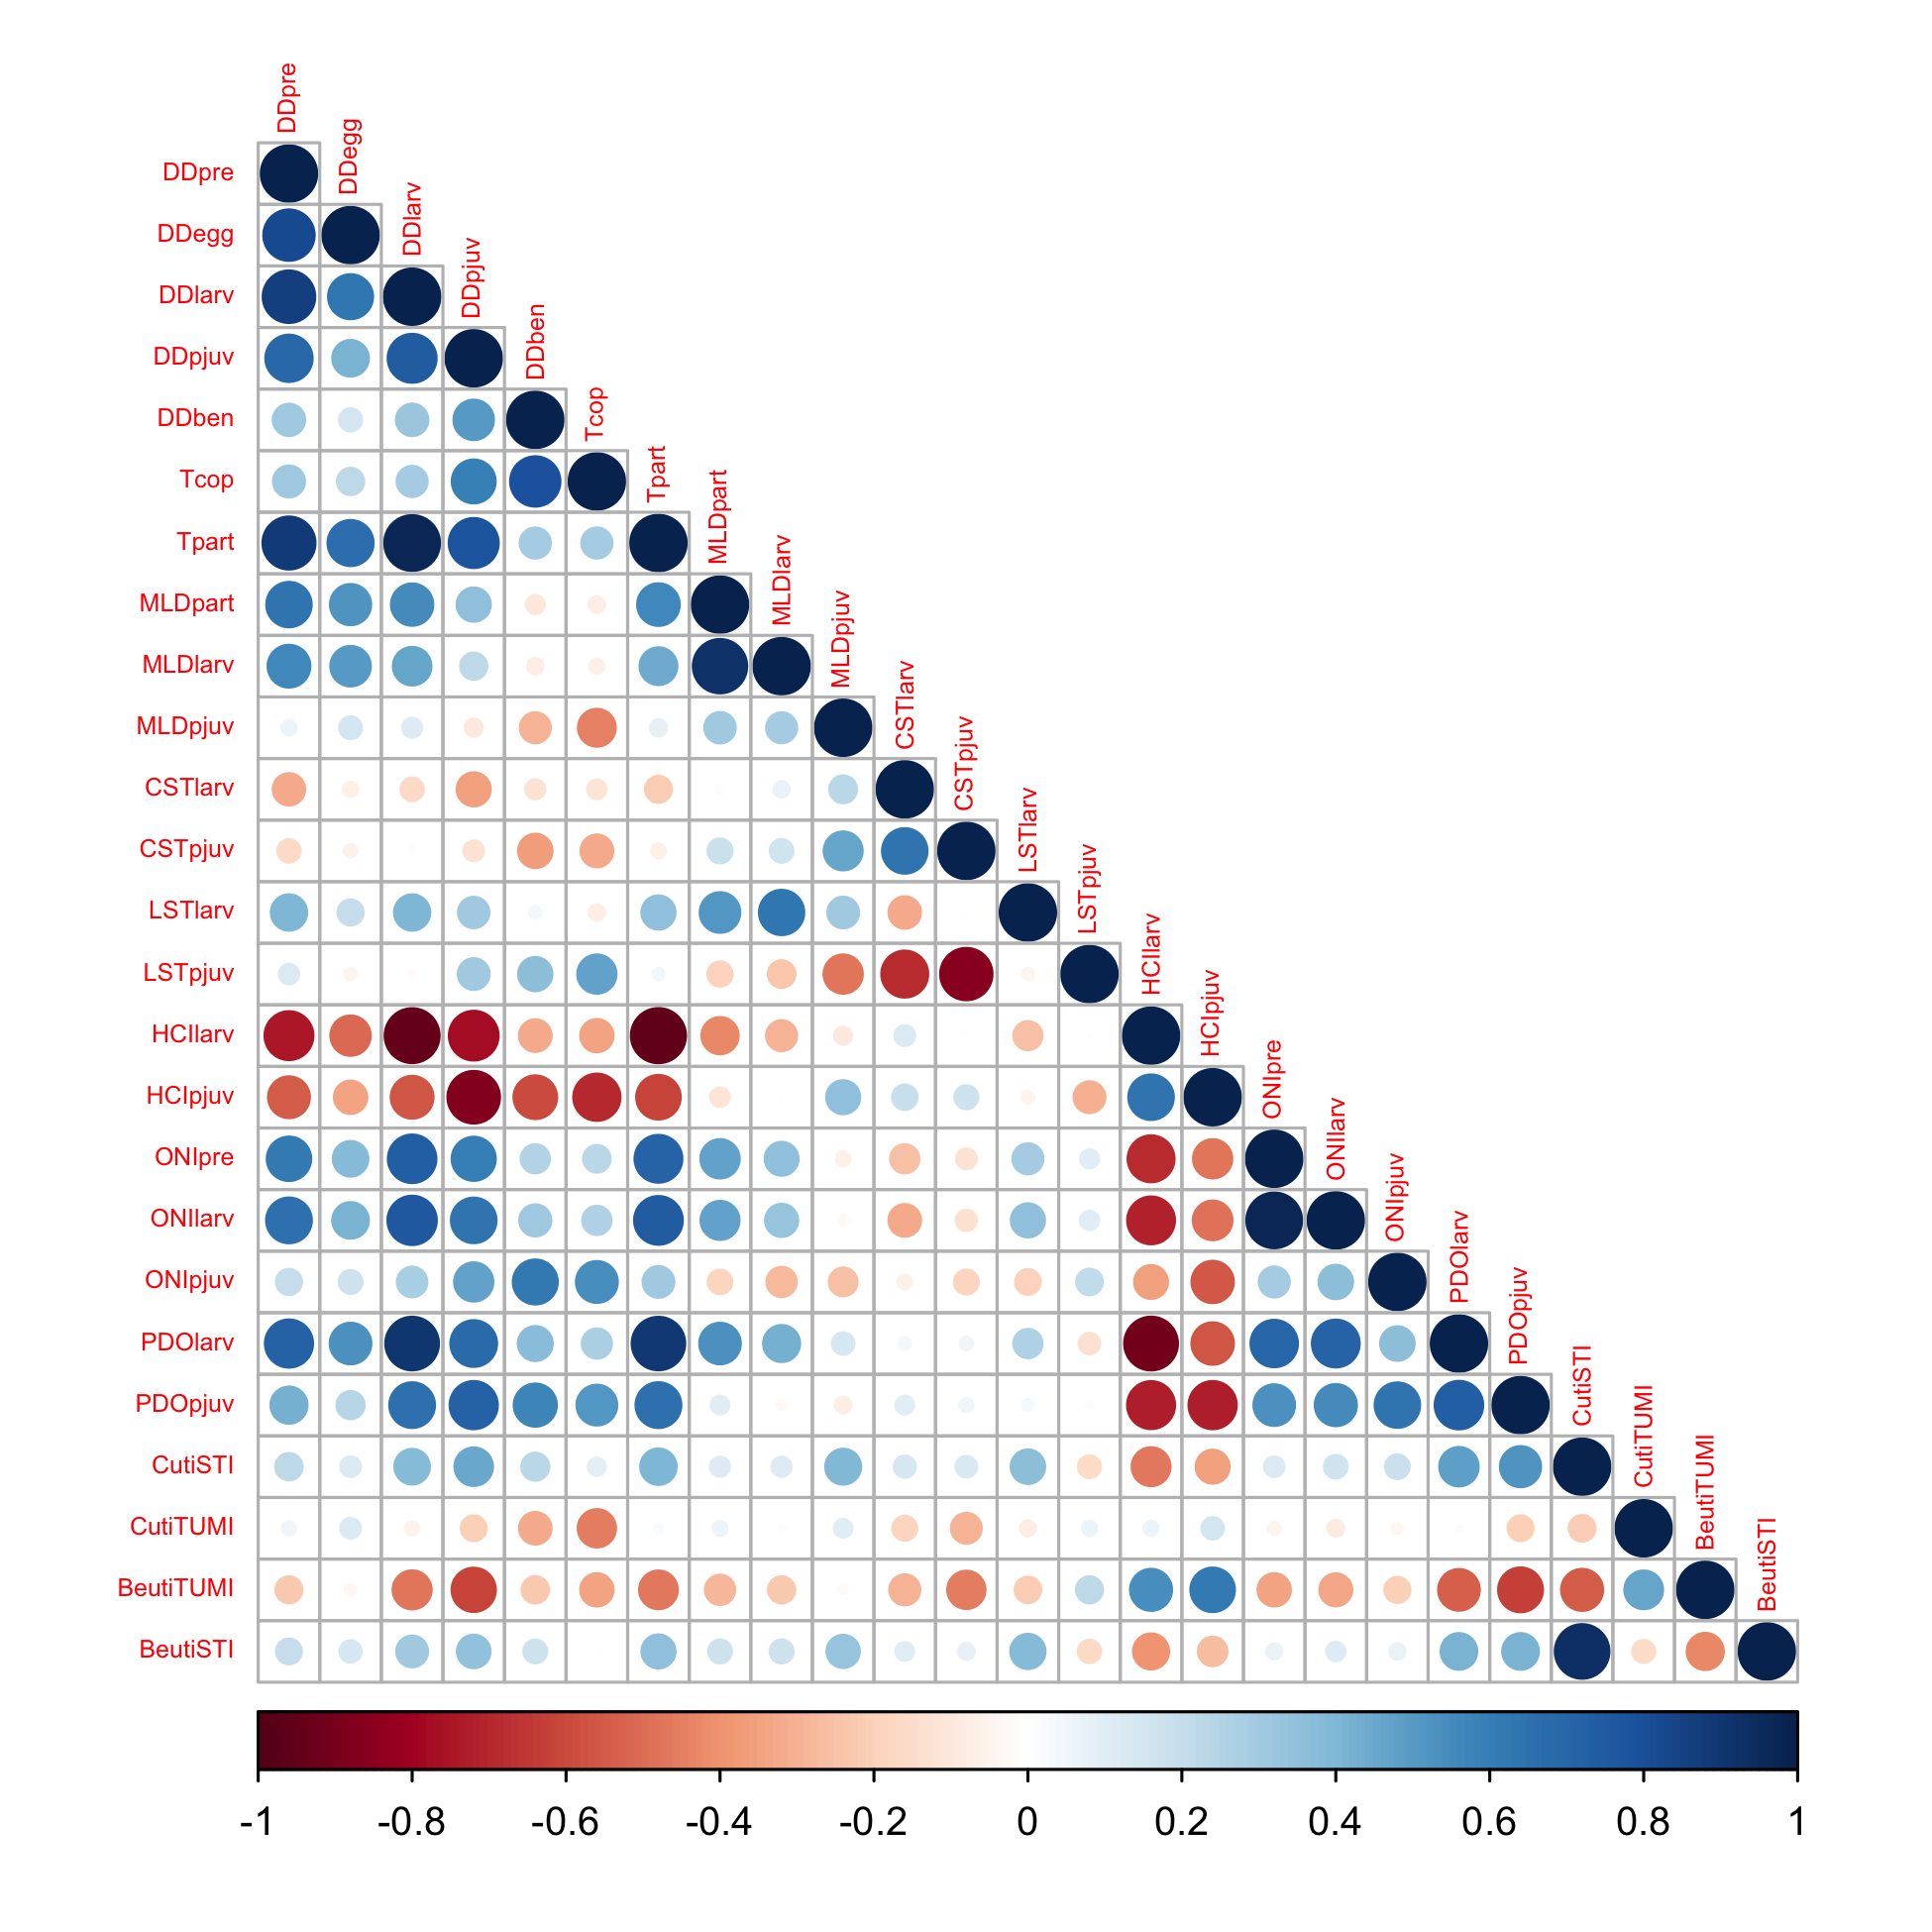 DDpre
DDegg
DDlarv
DDpjuv
DDben
Tcop
Tpart
MLDpart
MLDlarv
MLDpjuv
CSTlarv
CSTpjuv
LSTlarv
LSTpjuv
HCIlarv
HCIpjuv
ONIpre
ONIlarv
ONIpjuv
PDOlarv
PDOpjuv
CutiSTI
CutiTUMI
BeutiTUMI
BeutiSTI
DDpre
DDegg
DDlarv
DDpjuv
DDben
Tcop
Tpart
MLDpart
MLDlarv
MLDpjuv
CSTlarv
CSTpjuv
LSTlarv
LSTpjuv
HCIlarv
HCIpjuv
ONIpre
ONIlarv
ONIpjuv
PDOlarv
PDOpjuv
CutiSTI
CutiTUMI
BeutiTUMI
BeutiSTI
-1 -0.8 -0.6 -0.4 -0.2 0 0.2 0.4 0.6 0.8 1